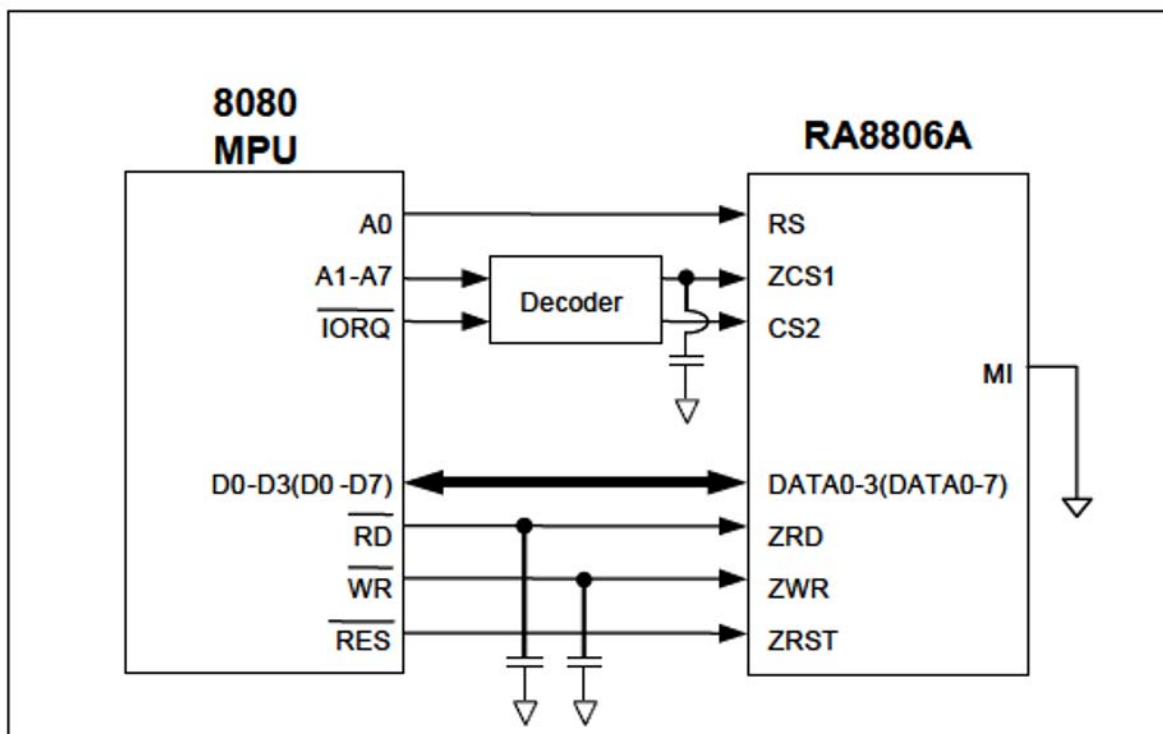 8080
MPU
RA8806A
A0
RS
A1-A7
ZCS1
Decoder
IORQ
CS2
MI
D0-D3(D0 -D7)
DATA0-3(DATA0-7)
RD
ZRD
WR
ZWR
RES
ZRST